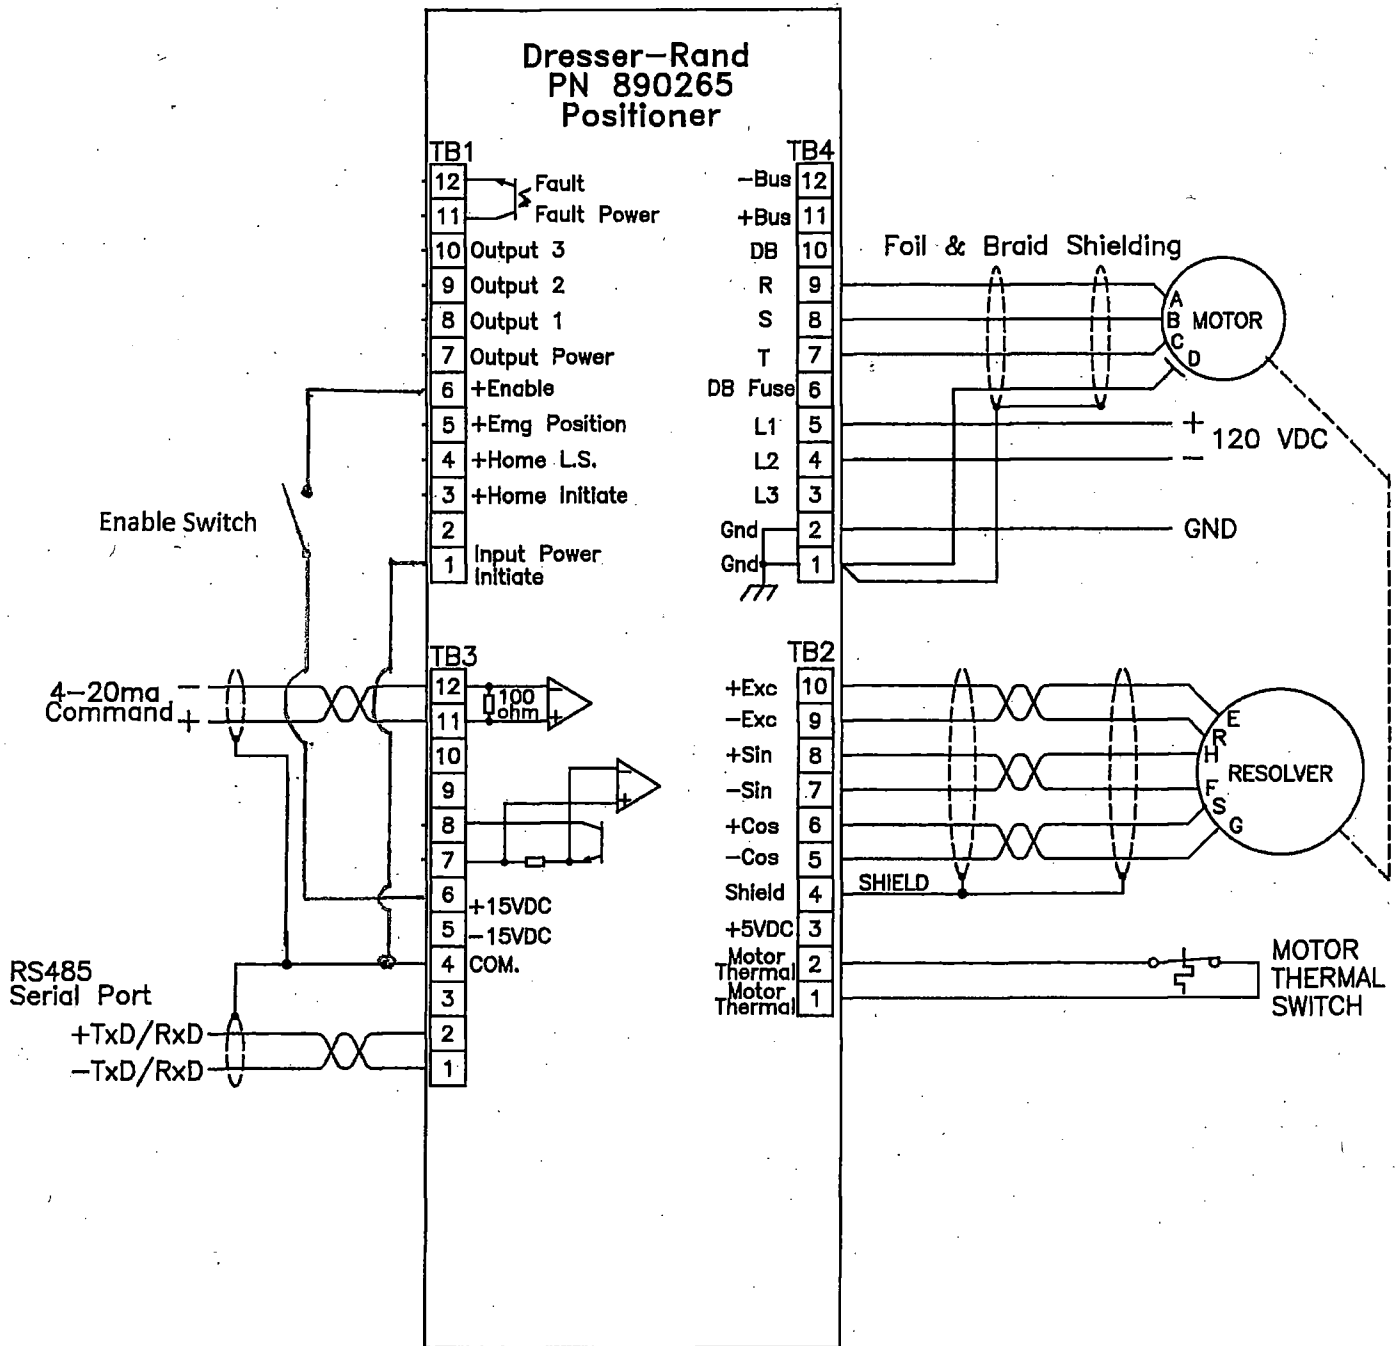 Dresser-Rand
PN 890265
Positioner
TB1
12 Fault
11 Fault Power
10 Output 3
9 Output 2
8 Output 1
7 Output Power
6 +Enable
5 +Emg Position
4 +Home L.S.
3 +Home Initiate
2
1 Input Power
Initiate
Enable Switch
TB4
-Bus 12
+Bus 11
DB 10
R 9
S 8
T 7
DB Fuse 6
L1 5
L2 4
L3 3
Gnd 2
Gnd 1
Foil & Braid Shielding
A
B MOTOR
C
D
+
120 VDC
-
GND
TB3
4-20ma -
Command +
12
11
100
ohm
- +
10
9
- +
8
7
6 +15VDC
5 -15VDC
4 COM.
3
2
1
RS485
Serial Port
+TxD/RxD
-TxD/RxD
TB2
+Exc 10
-Exc 9
+Sin 8
-Sin 7
+Cos 6
-Cos 5
Shield 4 SHIELD
+5VDC 3
Motor
Thermal 2
Motor
Thermal 1
E
R
H
F
S
G
RESOLVER
MOTOR
THERMAL
SWITCH